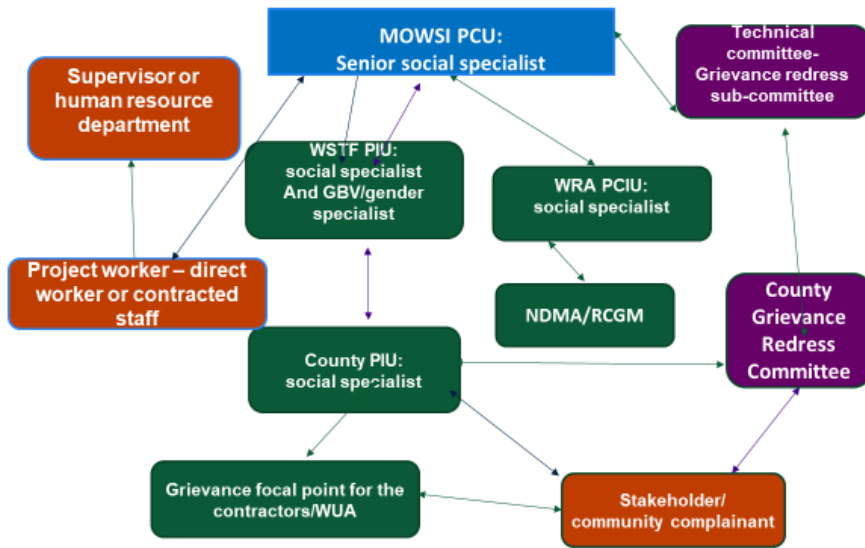 MOWSI PCU:
Senior social specialist
Technical
committee-
Grievance redress
sub-committee
Supervisor or
human resource
department
WSTF PIU:
social specialist
And GBV/gender
specialist
WRA PCIU:
social specialist
Project worker – direct
worker or contracted
staff
NDMA/RCGM
County
Grievance
Redress
Committee
County PIU:
social specialist
Grievance focal point for the
contractors/WUA
Stakeholder/
community complainant